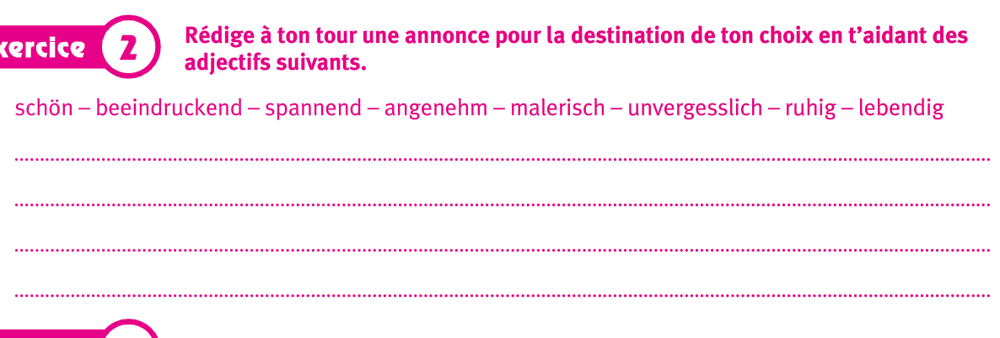 xercice 2
Rédige à ton tour une annonce pour la destination de ton choix en t'aidant des
adjectifs suivants.
schön – beeindruckend – spannend – angenehm – malerisch – unvergesslich – ruhig – lebendig